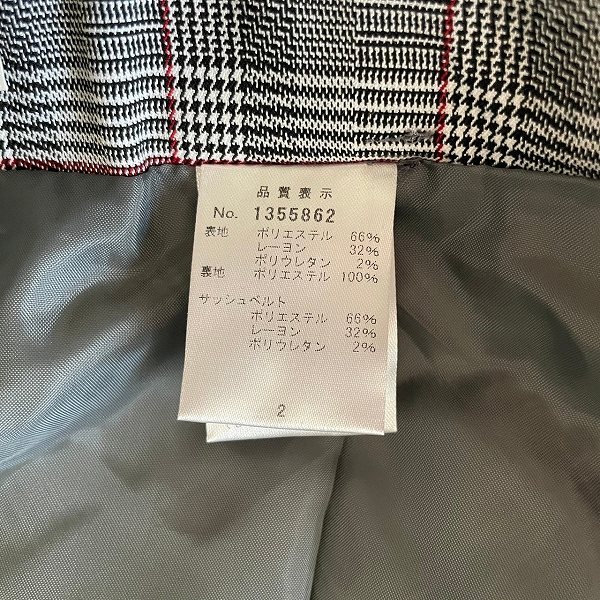 品質表示
No. 1355862
表地 ポリエステル 66%
レーヨン 32%
ポリウレタン 2%
裏地 ポリエステル 100%
サッシュベルト
ポリエステル 66%
レーヨン 32%
ポリウレタン 2%
2